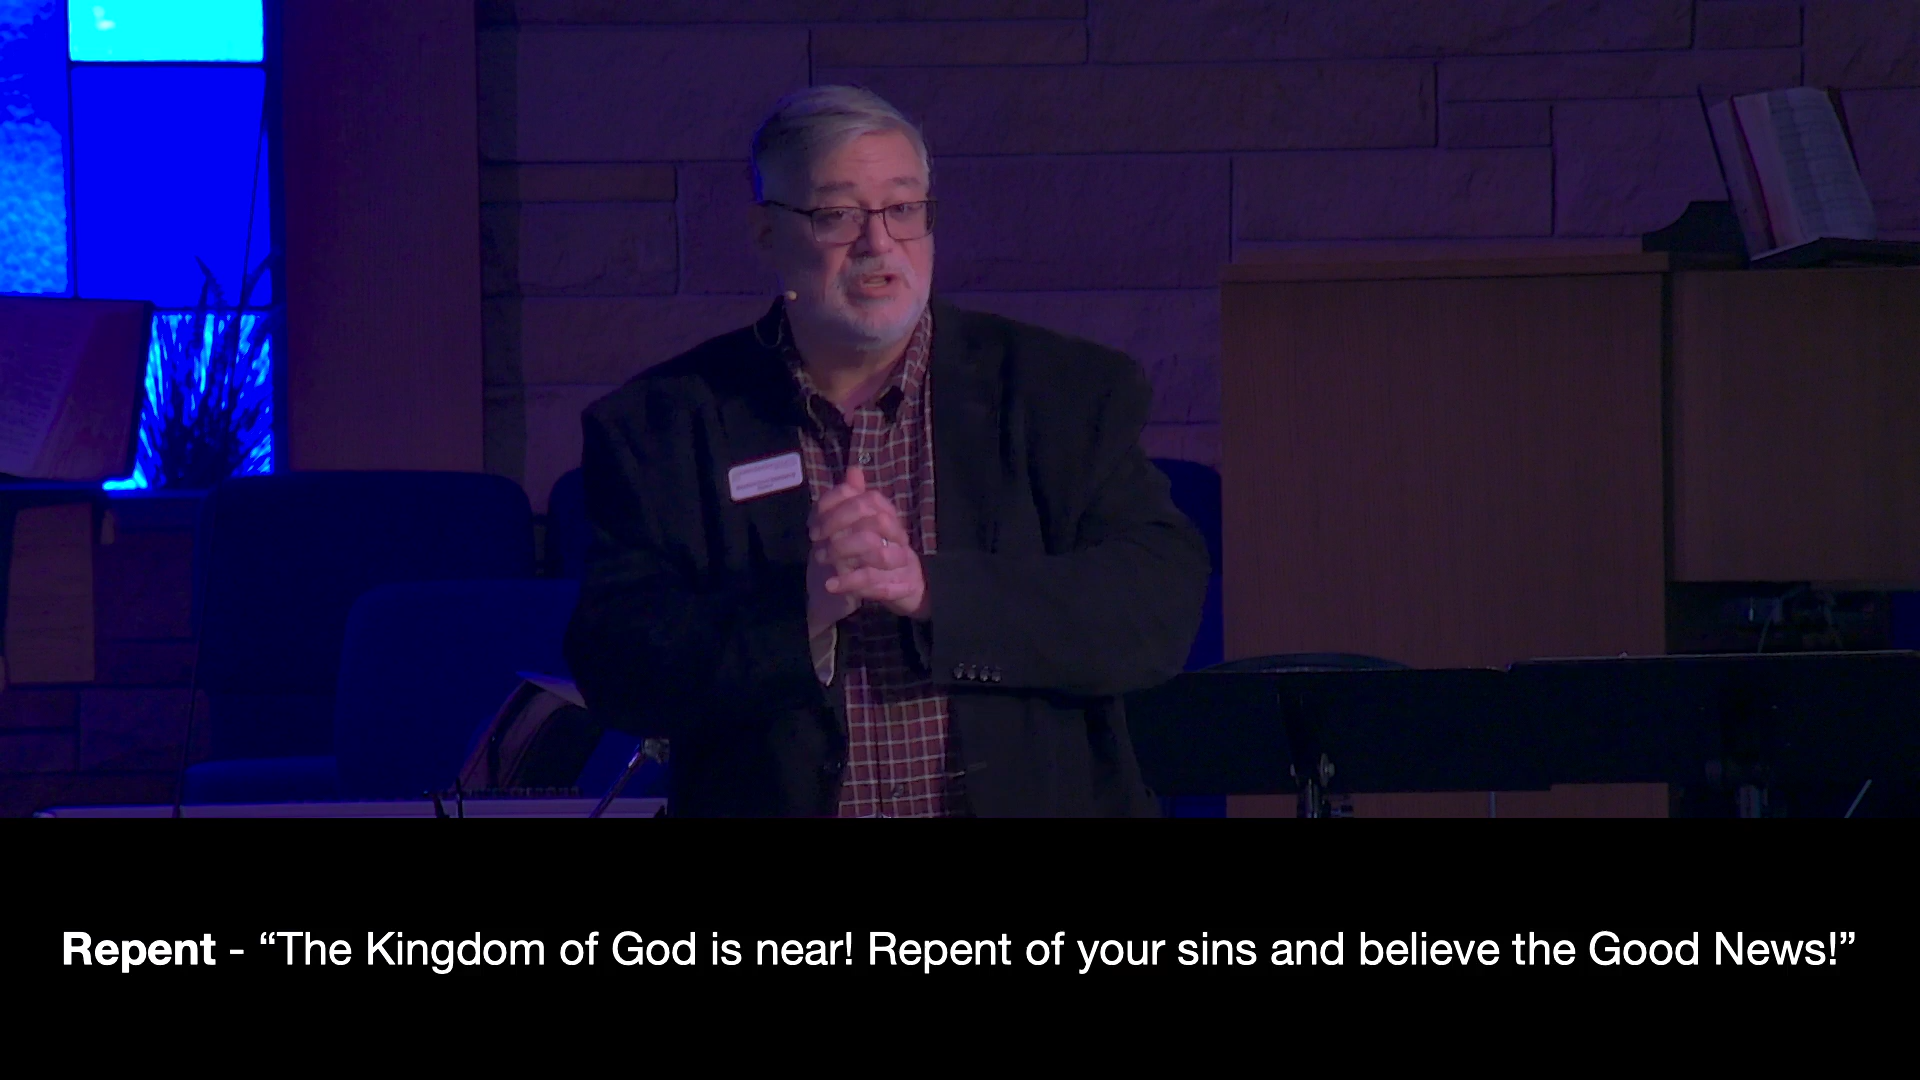 Repent - “The Kingdom of God is near! Repent of your sins and believe the Good News!”